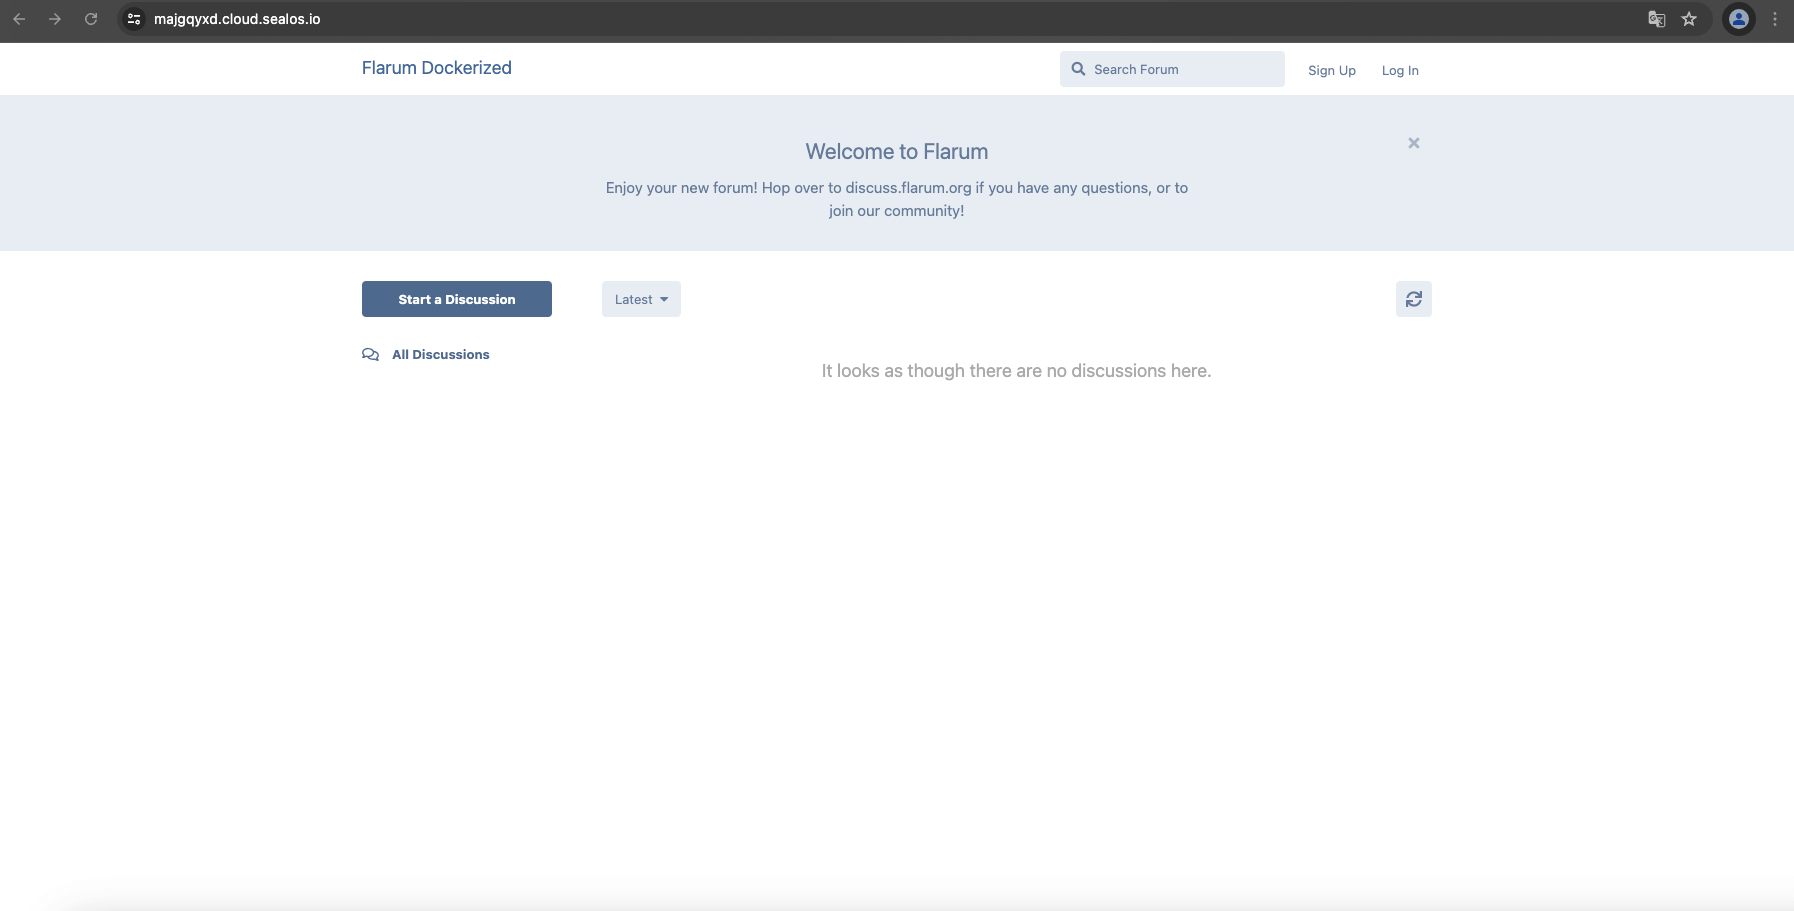 majgqyxd.cloud.sealos.io
Flarum Dockerized
Search Forum
Sign Up
Log In
Welcome to Flarum
Enjoy your new forum! Hop over to discuss.flarum.org if you have any questions, or to
join our community!
Start a Discussion
Latest
All Discussions
It looks as though there are no discussions here.